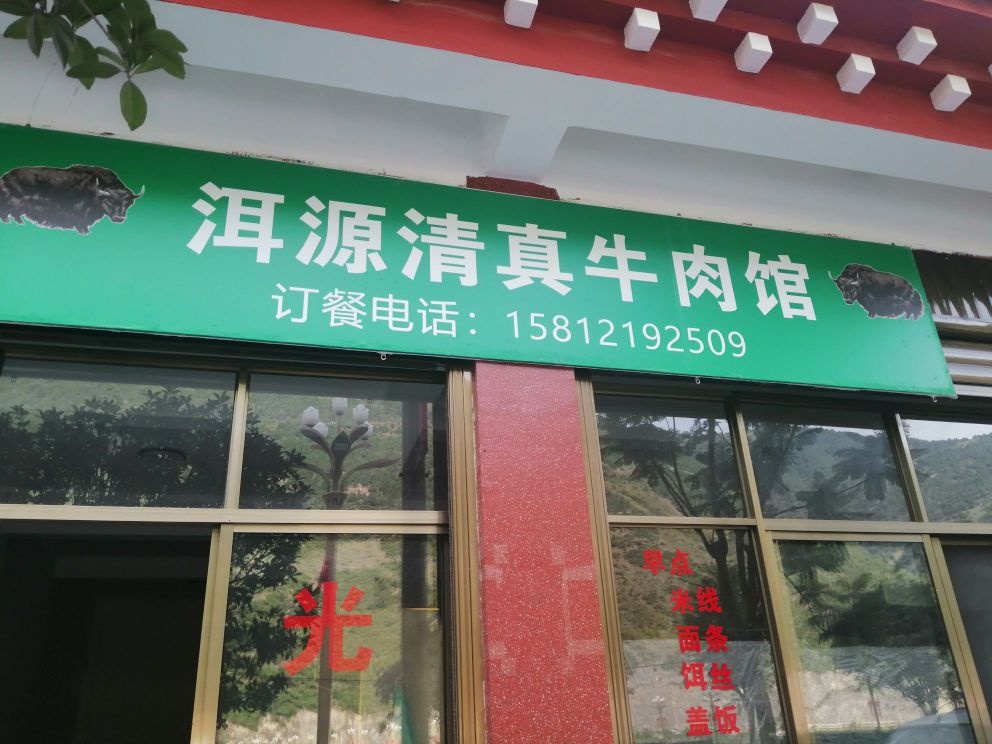 洱源清真牛肉馆
订餐电话：15812192509
光
早点
米线
面条
饵丝
盖饭